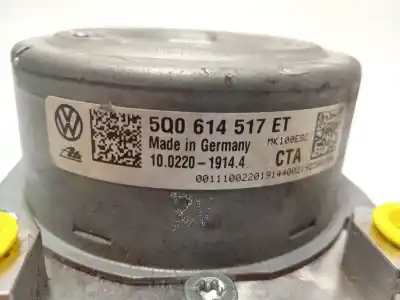 5Q0 614 517 ET
Made in Germany
MK100ESC
10.0220-1914.4
CTA